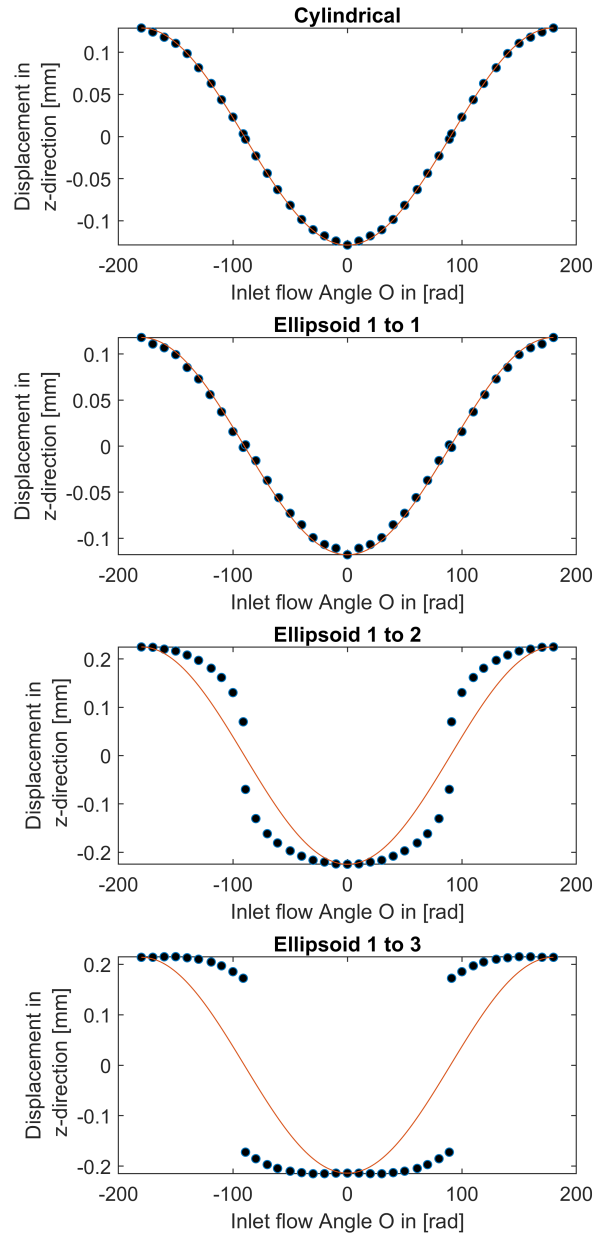 Cylindrical
0.1
0.05
0
-0.05
-0.1
Displacement in
z-direction [mm]
-200 -100 0 100 200
Inlet flow Angle O in [rad]
Ellipsoid 1 to 1
0.1
0.05
0
-0.05
-0.1
Displacement in
z-direction [mm]
-200 -100 0 100 200
Inlet flow Angle O in [rad]
Ellipsoid 1 to 2
0.2
0.1
0
-0.1
-0.2
Displacement in
z-direction [mm]
-200 -100 0 100 200
Inlet flow Angle O in [rad]
Ellipsoid 1 to 3
0.2
0.1
0
-0.1
-0.2
Displacement in
z-direction [mm]
-200 -100 0 100 200
Inlet flow Angle O in [rad]